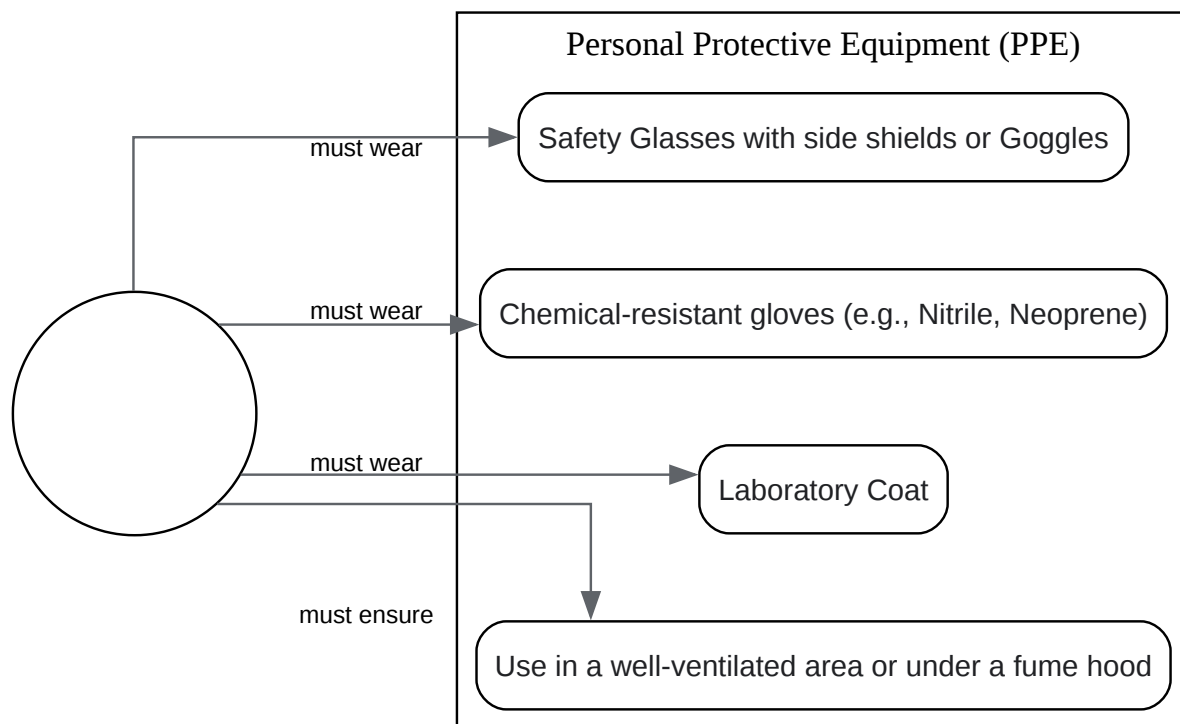 Personal Protective Equipment (PPE)
must wear
Safety Glasses with side shields or Goggles
must wear
Chemical-resistant gloves (e.g., Nitrile, Neoprene)
must wear
Laboratory Coat
must ensure
Use in a well-ventilated area or under a fume hood